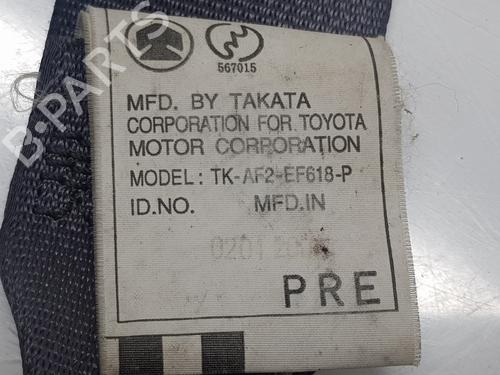 567015
MFD. BY TAKATA
CORPORATION FOR TOYOTA
MOTOR CORPORATION
MODEL: TK-AF2-EF618-P
ID.NO. MFD.IN
0201
PRE
B-PARTS